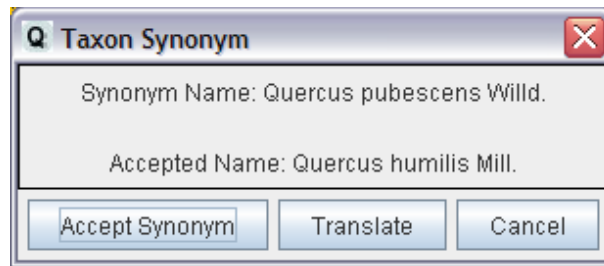 Q Taxon Synonym
Synonym Name: Quercus pubescens Willd.
Accepted Name: Quercus humilis Mill.
Accept Synonym Translate Cancel